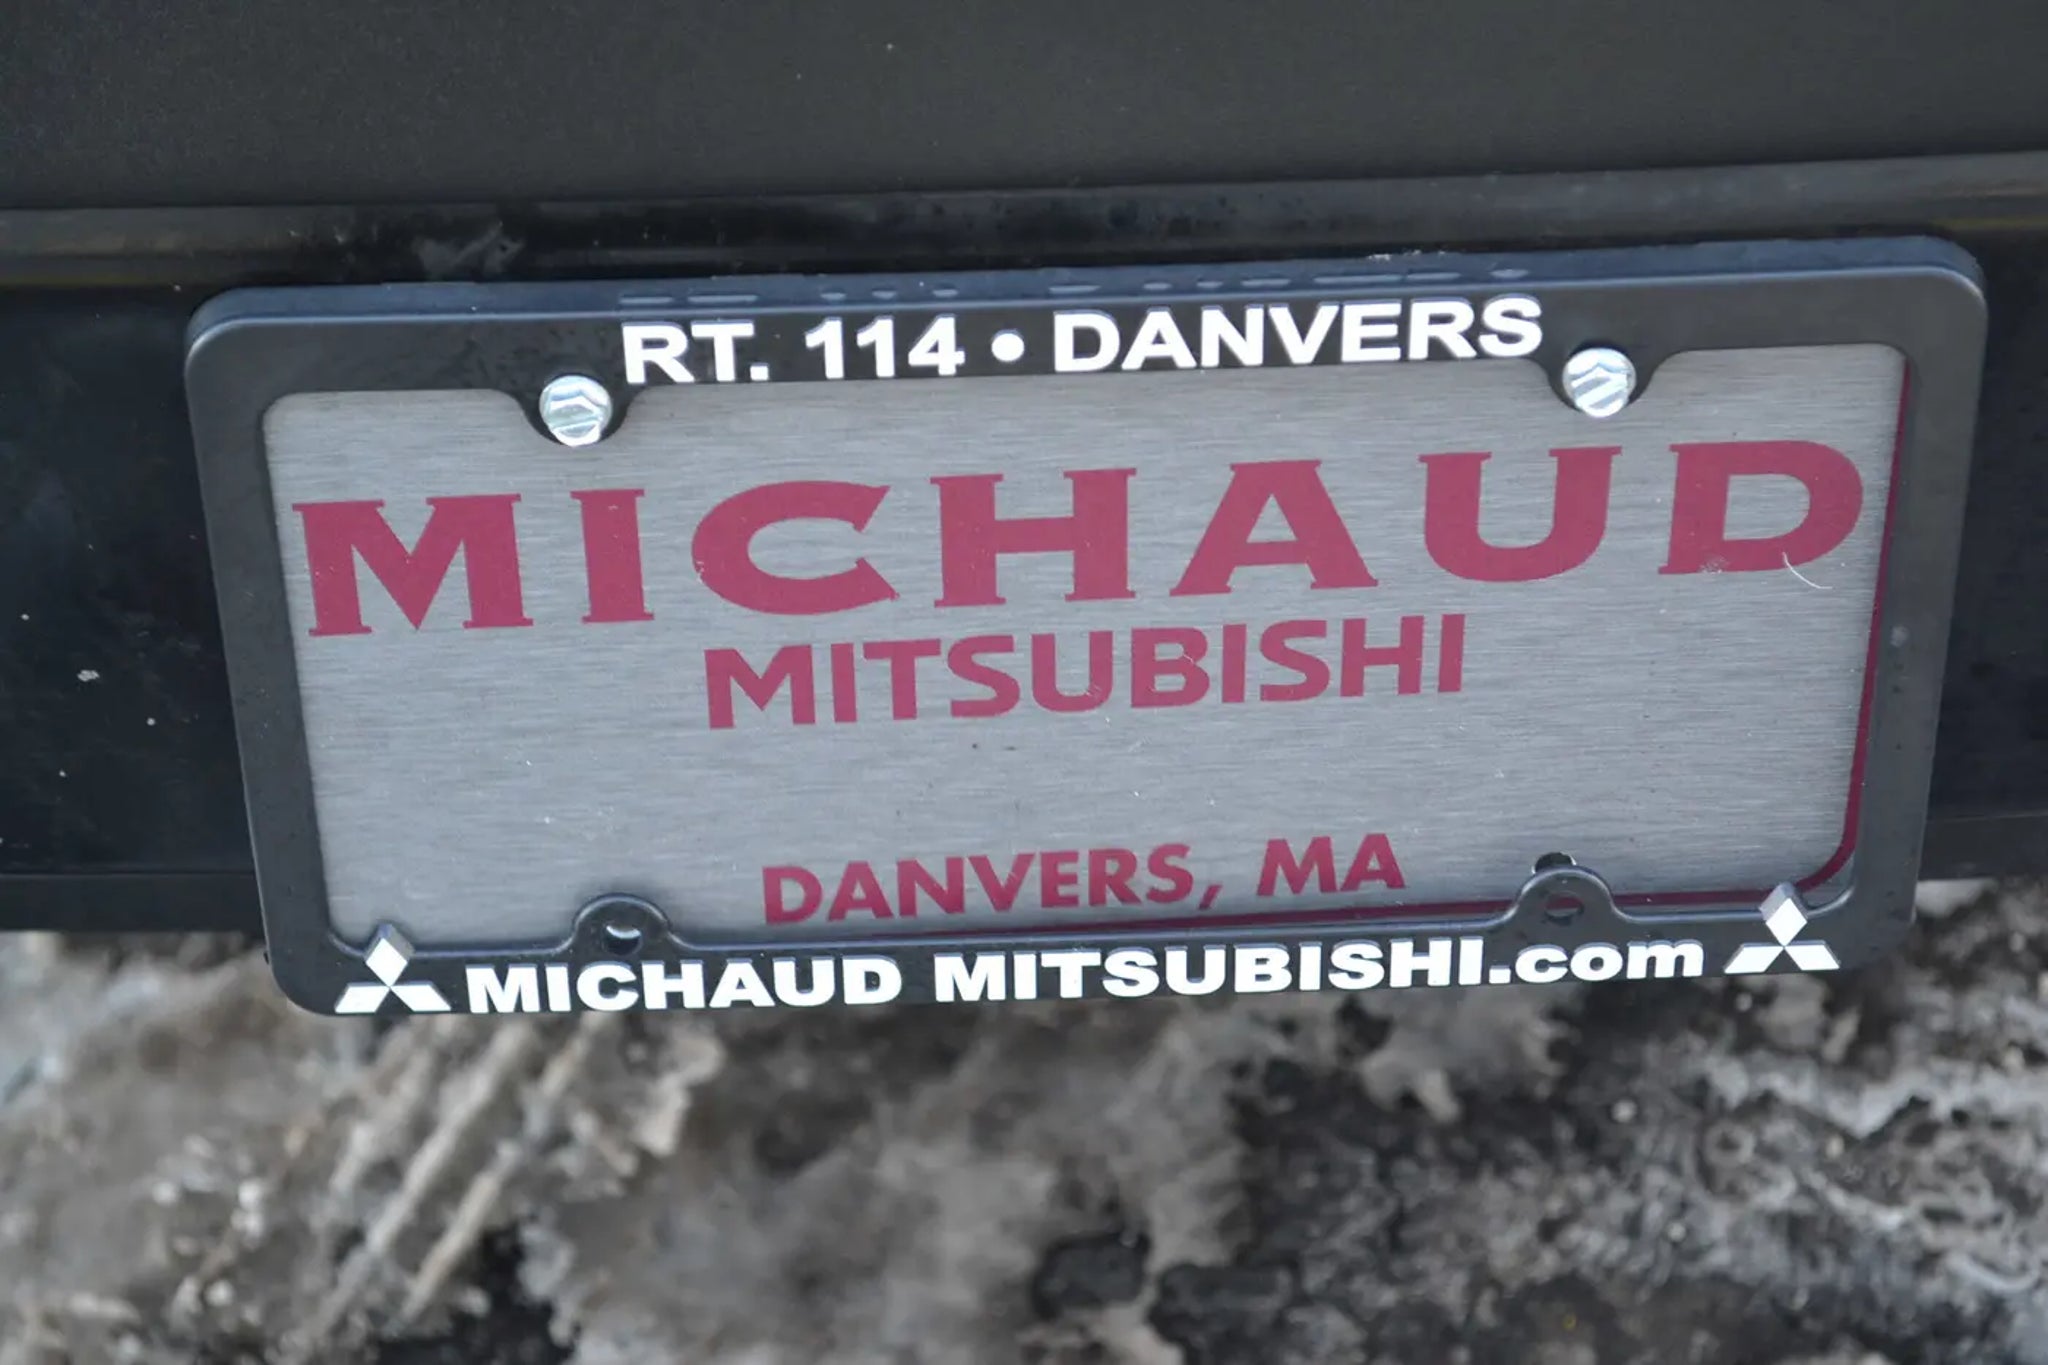 RT. 114 • DANVERS
MICHAUD
MITSUBISHI
DANVERS, MA
MICHAUD MITSUBISHI.com